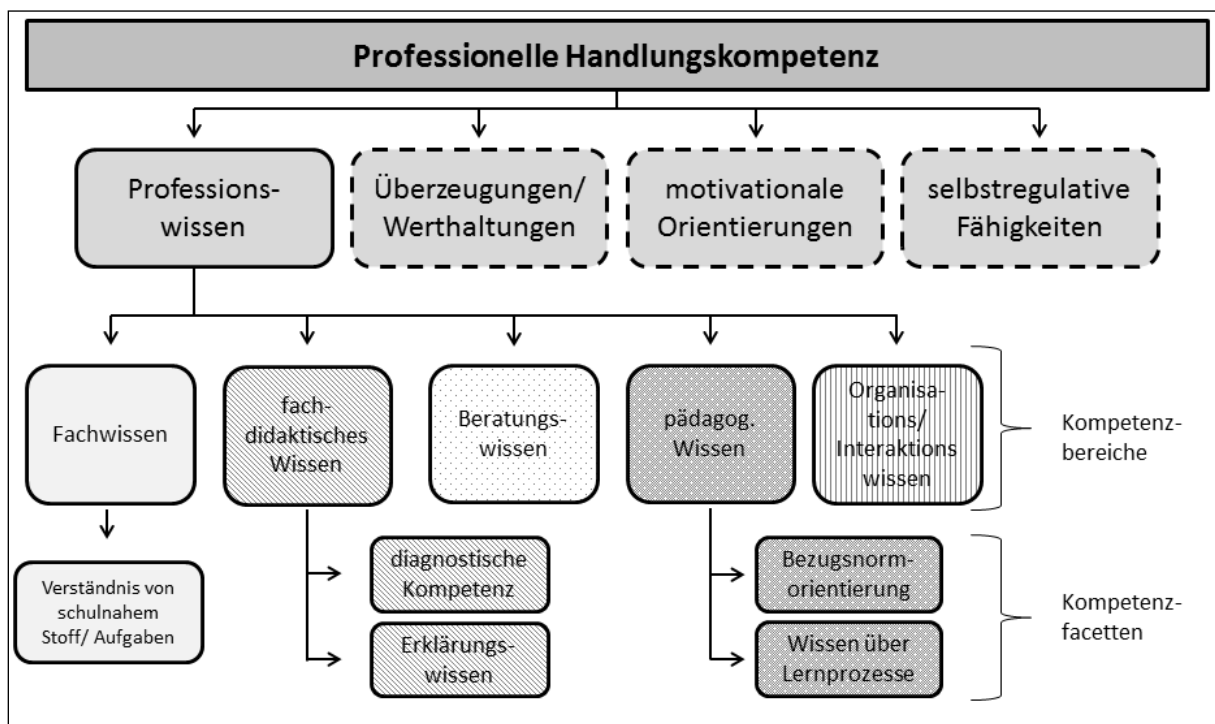 Professionelle Handlungskompetenz
Professions-
wissen
Überzeugungen/
Werthaltungen
motivationale
Orientierungen
selbstregulative
Fähigkeiten
Fachwissen
fach-
didaktisches
Wissen
Beratungs-
wissen
pädagog.
Wissen
Organisa-
tions/
Interaktions
wissen
Kompetenz-
bereiche
Verständnis von
schulnahem
Stoff/ Aufgaben
diagnostische
Kompetenz
Erklärungs-
wissen
Bezugsnorm-
orientierung
Wissen über
Lernprozesse
Kompetenz-
facetten